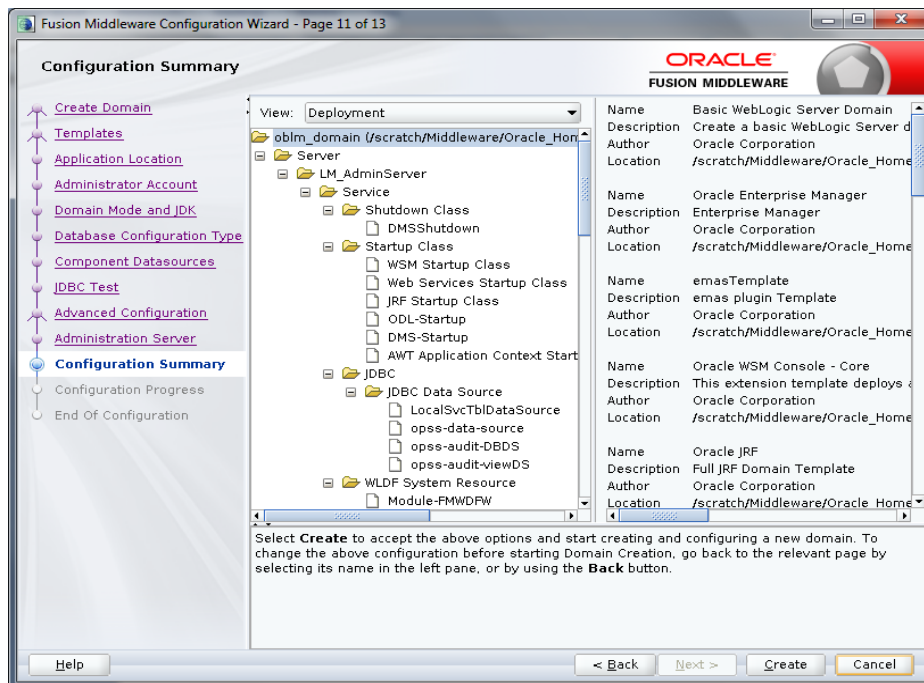 Fusion Middleware Configuration Wizard - Page 11 of 13
Configuration Summary
ORACLE
FUSION MIDDLEWARE
Create Domain
Templates
Application Location
Administrator Account
Domain Mode and JDK
Database Configuration Type
Component Datasources
JDBC Test
Advanced Configuration
Administration Server
Configuration Summary
Configuration Progress
End Of Configuration
View: Deployment
oblm_domain (/scratch/Middleware/Oracle_Hon
Server
LM_AdminServer
Service
Shutdown Class
DMSShutdown
Startup Class
WSM Startup Class
Web Services Startup Class
JRF Startup Class
ODL-Startup
DMS-Startup
AWT Application Context Start
JDBC
JDBC Data Source
LocalSvcTblDataSource
opss-data-source
opss-audit-DBDS
opss-audit-viewDS
WLDF System Resource
Module-FMWDFW
Name Basic WebLogic Server Domain
Description Create a basic WebLogic Server d
Author Oracle Corporation
Location /scratch/Middleware/Oracle_Home
Name Oracle Enterprise Manager
Description Enterprise Manager
Author Oracle Corporation
Location /scratch/Middleware/Oracle_Home
Name emasTemplate
Description emas plugin Template
Author Oracle Corporation
Location /scratch/Middleware/Oracle_Home
Name Oracle WSM Console - Core
Description This extension template deploys a
Author Oracle Corporation
Location /scratch/Middleware/Oracle_Home
Name Oracle JRF
Description Full JRF Domain Template
Author Oracle Corporation
Location /scratch/Middleware/Oracle_Home
Select Create to accept the above options and start creating and configuring a new domain. To
change the above configuration before starting Domain Creation, go back to the relevant page by
selecting its name in the left pane, or by using the Back button.
Help
< Back
Next >
Create
Cancel